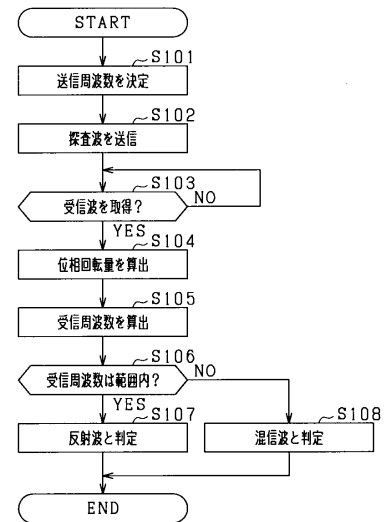 START
S101
送信周波数を決定
S102
探査波を送信
S103
受信波を取得?
NO
YES
S104
位相回転量を算出
S105
受信周波数を算出
S106
受信周波数は範囲内?
NO
YES
S107
反射波と判定
S108
混信波と判定
END